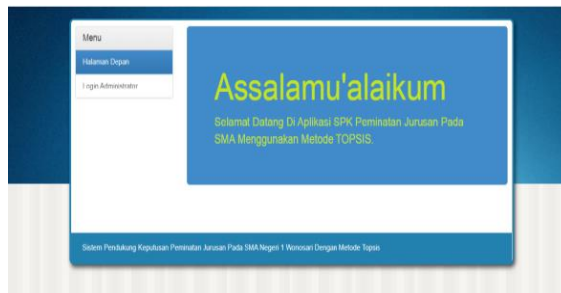 Menu
Halaman Depan
Login Administrator
Assalamu'alaikum
Selamat Datang Di Aplikasi SPK Peminatan Jurusan Pada
SMA Menggunakan Metode TOPSIS.
Sistem Pendukung Keputusan Peminatan Jurusan Pada SMA Negeri 1 Wonosari Dengan Metode Topsis